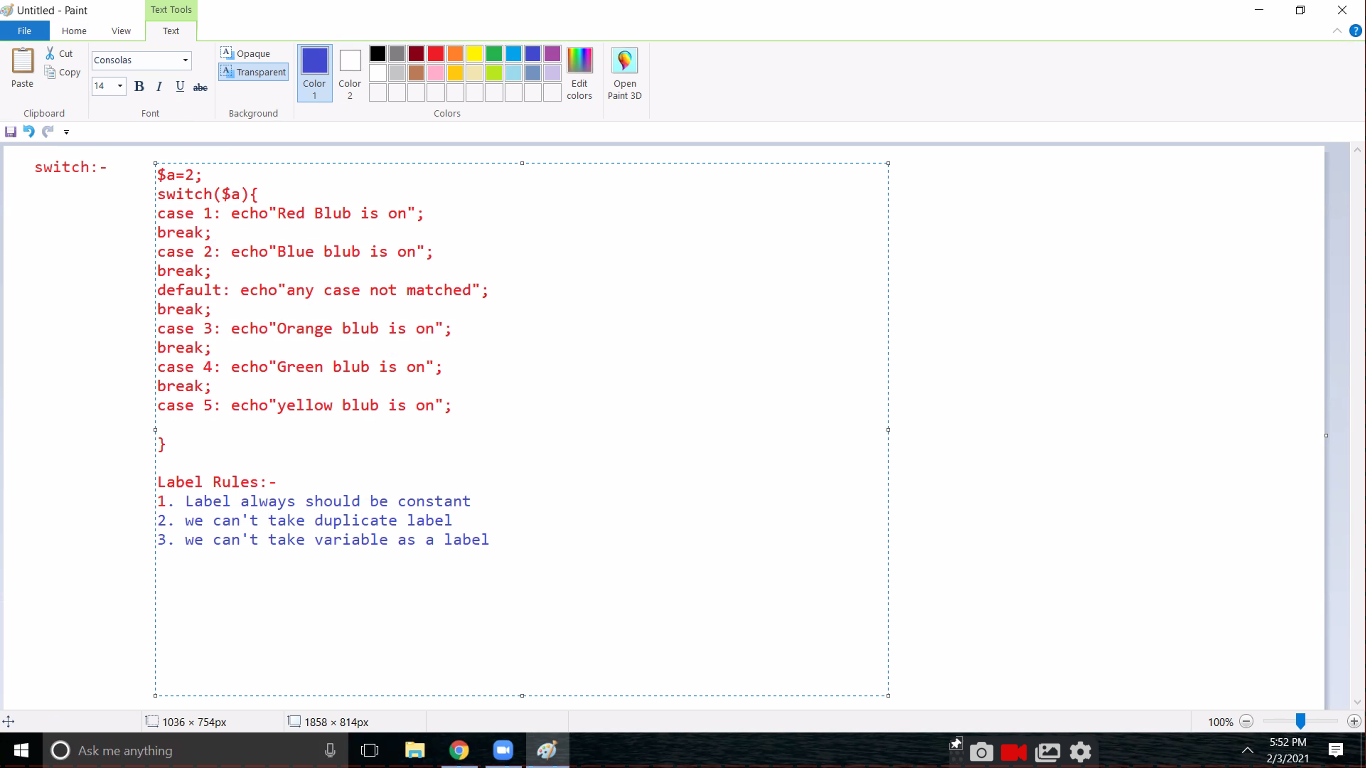 Untitled - Paint
Text Tools
File
Home
View
Text
Paste
Cut
Copy
Clipboard
Consolas
14
B I U abc
Font
A Opaque
A Transparent
Background
Color 1
Color 2
Edit colors
Colors
Open Paint 3D
switch:-
$a=2;
switch($a){
case 1: echo"Red Blub is on";
break;
case 2: echo"Blue blub is on";
break;
default: echo"any case not matched";
break;
case 3: echo"Orange blub is on";
break;
case 4: echo"Green blub is on";
break;
case 5: echo"yellow blub is on";
}
Label Rules:-
1. Label always should be constant
2. we can't take duplicate label
3. we can't take variable as a label
1036 × 754px
1858 × 814px
100%
Ask me anything
5:52 PM
2/3/2021